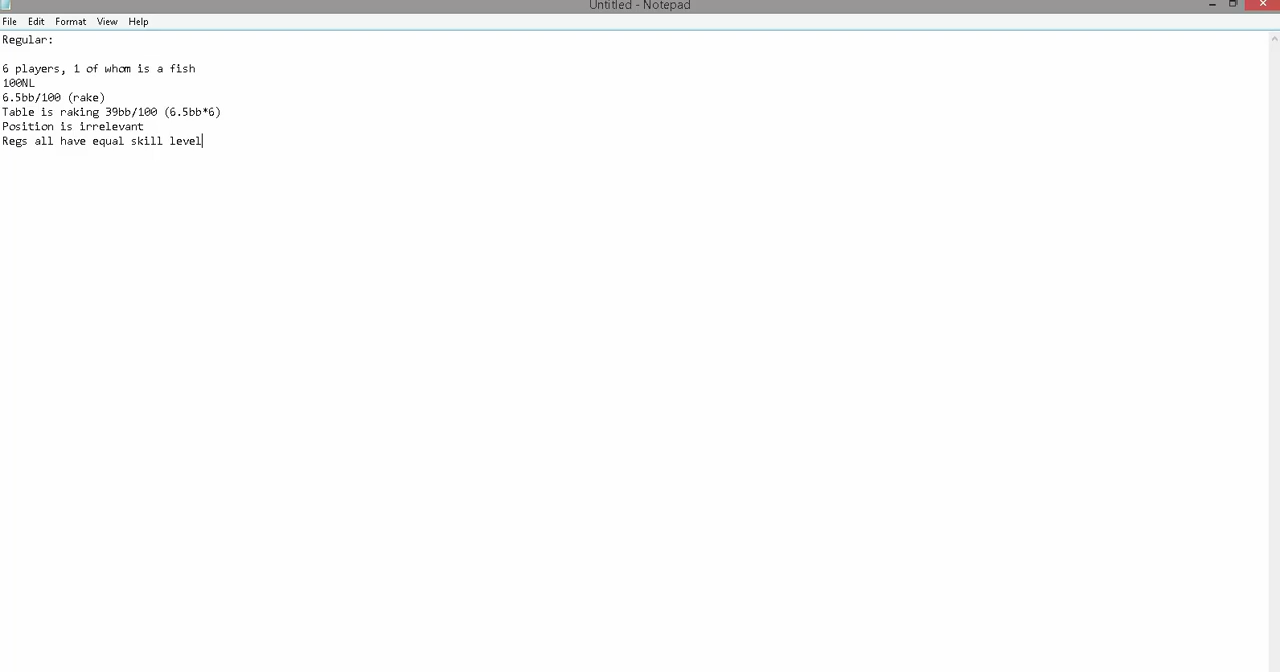 Untitled - Notepad
File Edit Format View Help
Regular:
6 players, 1 of whom is a fish
100NL
6.5bb/100 (rake)
Table is raking 39bb/100 (6.5bb*6)
Position is irrelevant
Regs all have equal skill level